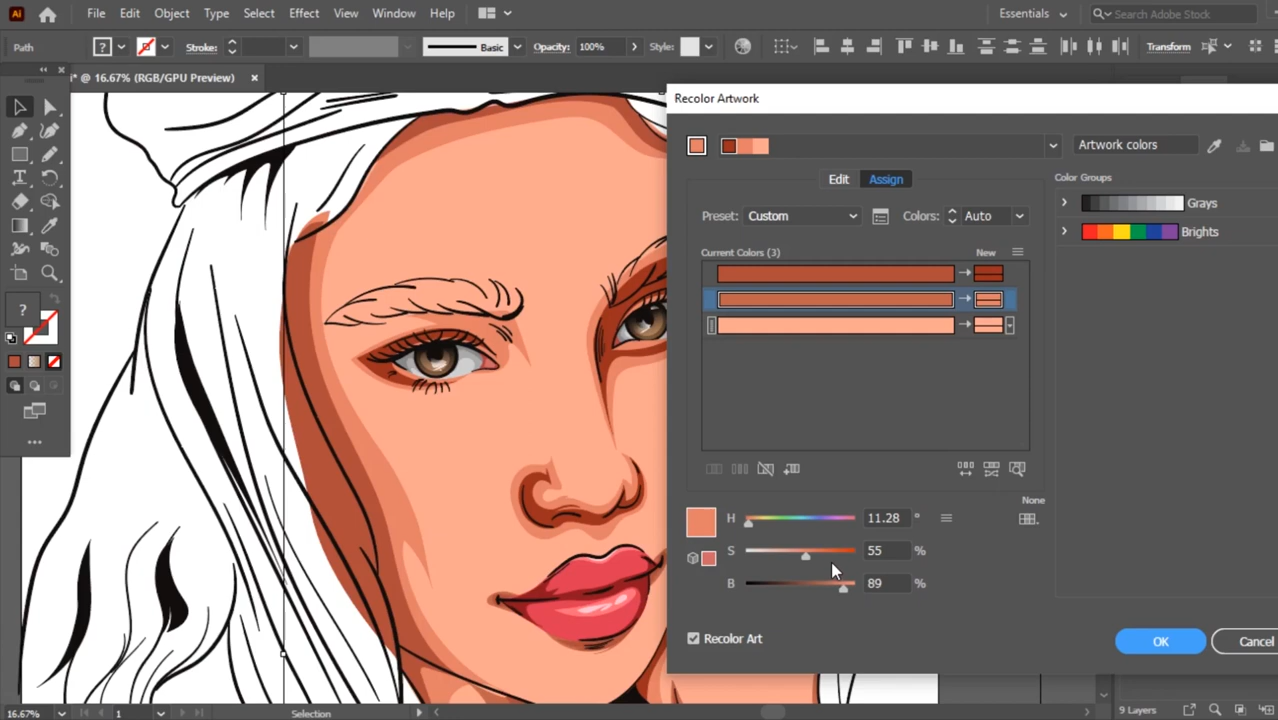 Ai File Edit Object Type Select Effect View Window Help Essentials Search Adobe Stock
Path ? Stroke: Basic Opacity: 100% Style: Transform
* @ 16.67% (RGB/GPU Preview) ×
Recolor Artwork
Artwork colors
Edit Assign
Color Groups
Preset: Custom Colors: Auto
Grays
Brights
Current Colors (3) New
?
None
H 11.28 °
S 55 %
B 89 %
Recolor Art
OK Cancel
16.67% 1 Selection 9 Layers